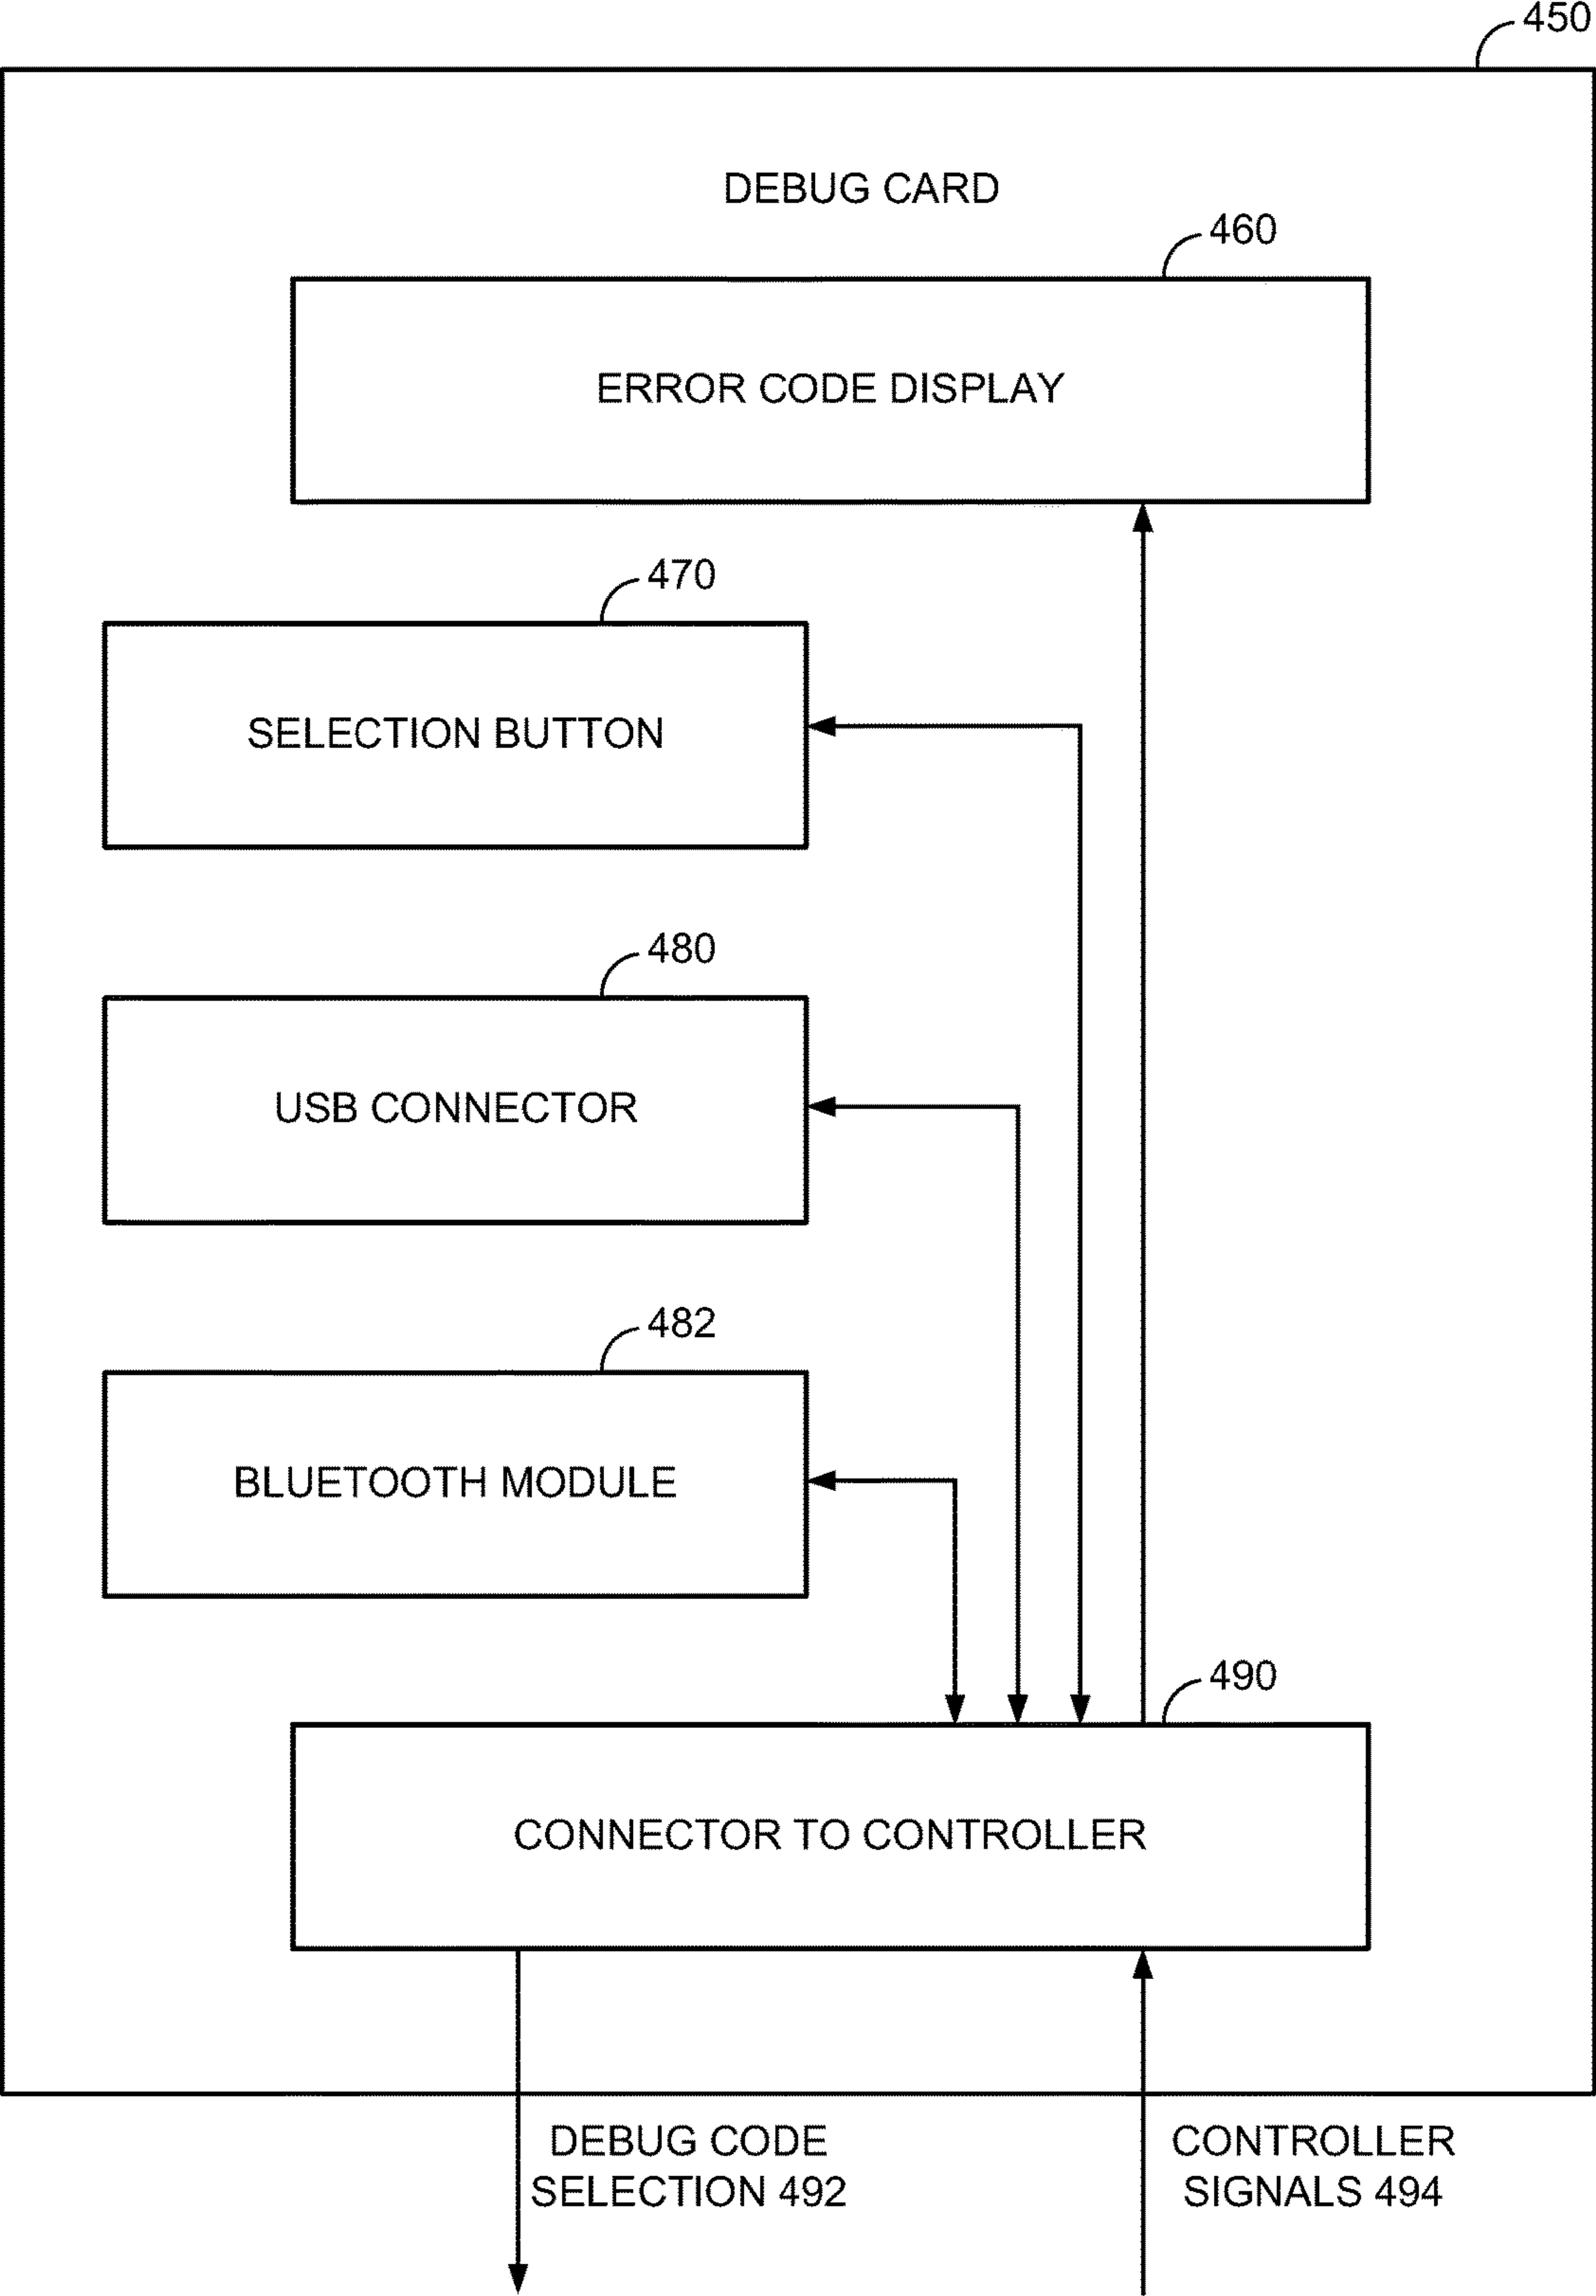 450
DEBUG CARD
460
ERROR CODE DISPLAY
470
SELECTION BUTTON
480
USB CONNECTOR
482
BLUETOOTH MODULE
490
CONNECTOR TO CONTROLLER
DEBUG CODE
SELECTION 492
CONTROLLER
SIGNALS 494